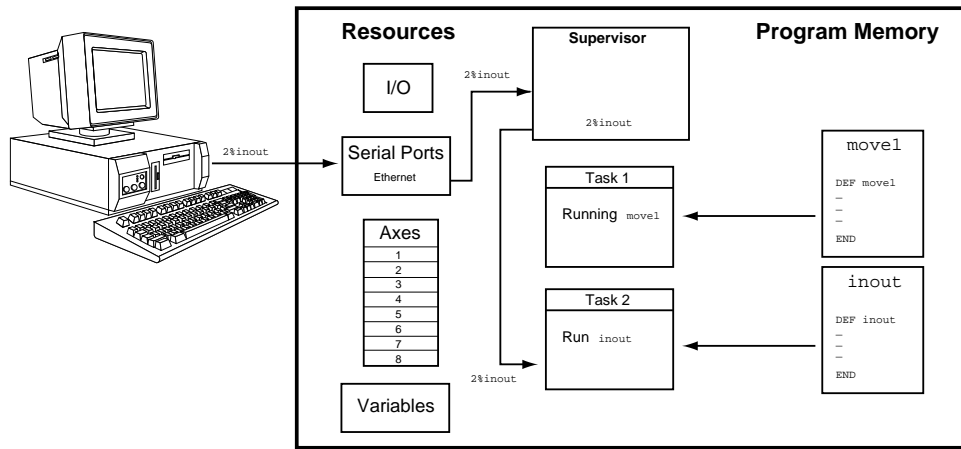 Resources
Supervisor
Program Memory
I/O
2%inout
2%inout
2%inout
Serial Ports
Ethernet
Task 1
Running move1
move1
DEF move1
–
–
–
END
Axes
1
2
3
4
5
6
7
8
Task 2
Run inout
2%inout
inout
DEF inout
–
–
–
END
Variables